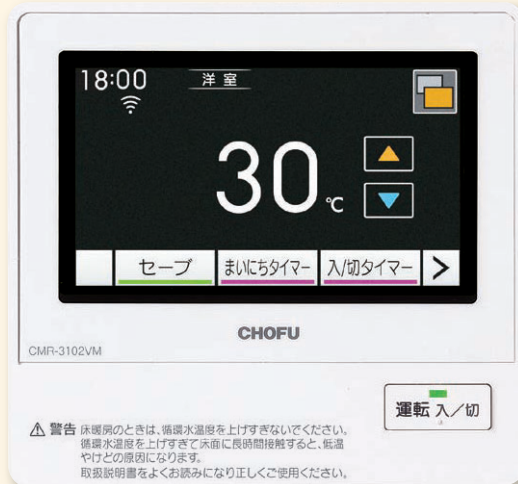 18:00 洋室
30℃
セーブ まいにちタイマー 入/切タイマー >
CHOFU
CMR-3102VM
運転 入/切
⚠ 警告 床暖房のときは、循環水温度を上げすぎないでください。
循環水温度を上げすぎて床面に長時間接触すると、低温
やけどの原因になります。
取扱説明書をよくお読みになり正しくご使用ください。